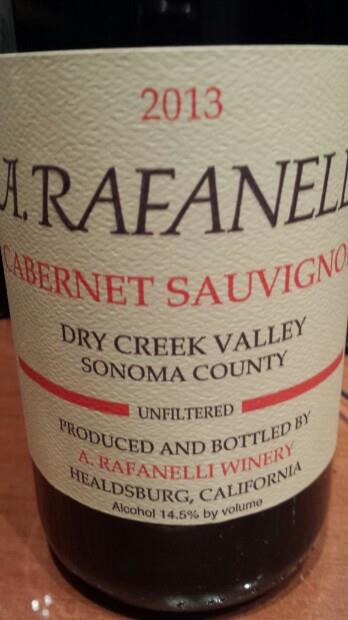 2013
A. RAFANELL
CABERNET SAUVIGNO
DRY CREEK VALLEY
SONOMA COUNTY
UNFILTERED
PRODUCED AND BOTTLED BY
A. RAFANELLI WINERY
HEALDSBURG, CALIFORNIA
Alcohol 14.5% by volume